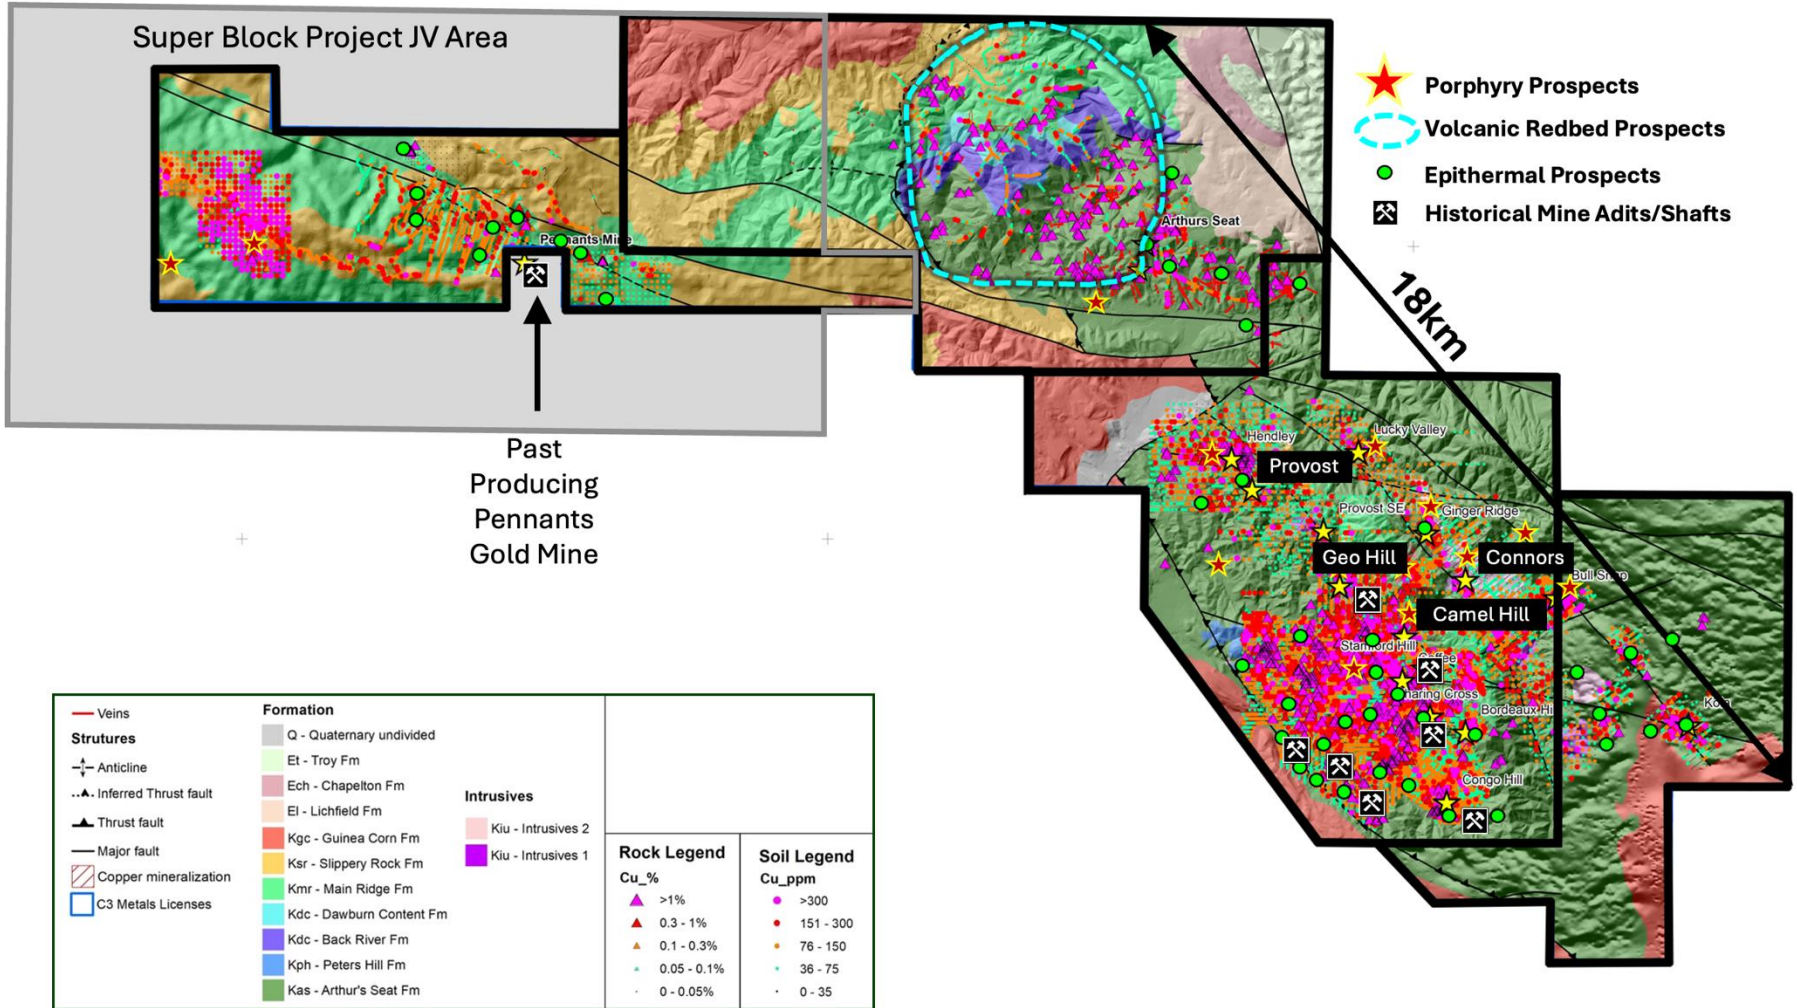 Super Block Project JV Area
Porphyry Prospects
Volcanic Redbed Prospects
Epithermal Prospects
Historical Mine Adits/Shafts
Arthurs Seat
Pennants Mine
18km
Past
Producing
Pennants
Gold Mine
Hendley
Lucky Valley
Provost
Provost SE
Ginger Ridge
Geo Hill
Connors
Bull Snap
Camel Hill
Stamford Hill
Coffee
haring Cross
Bordeaux Hi
Congo Hill
Veins
Strutures
Anticline
Inferred Thrust fault
Thrust fault
Major fault
Copper mineralization
C3 Metals Licenses
Formation
Q - Quaternary undivided
Et - Troy Fm
Ech - Chapelton Fm
El - Lichfield Fm
Kgc - Guinea Corn Fm
Ksr - Slippery Rock Fm
Kmr - Main Ridge Fm
Kdc - Dawburn Content Fm
Kdc - Back River Fm
Kph - Peters Hill Fm
Kas - Arthur's Seat Fm
Intrusives
Kiu - Intrusives 2
Kiu - Intrusives 1
Rock Legend
Cu_%
>1%
0.3 - 1%
0.1 - 0.3%
0.05 - 0.1%
0 - 0.05%
Soil Legend
Cu_ppm
>300
151 - 300
76 - 150
36 - 75
0 - 35